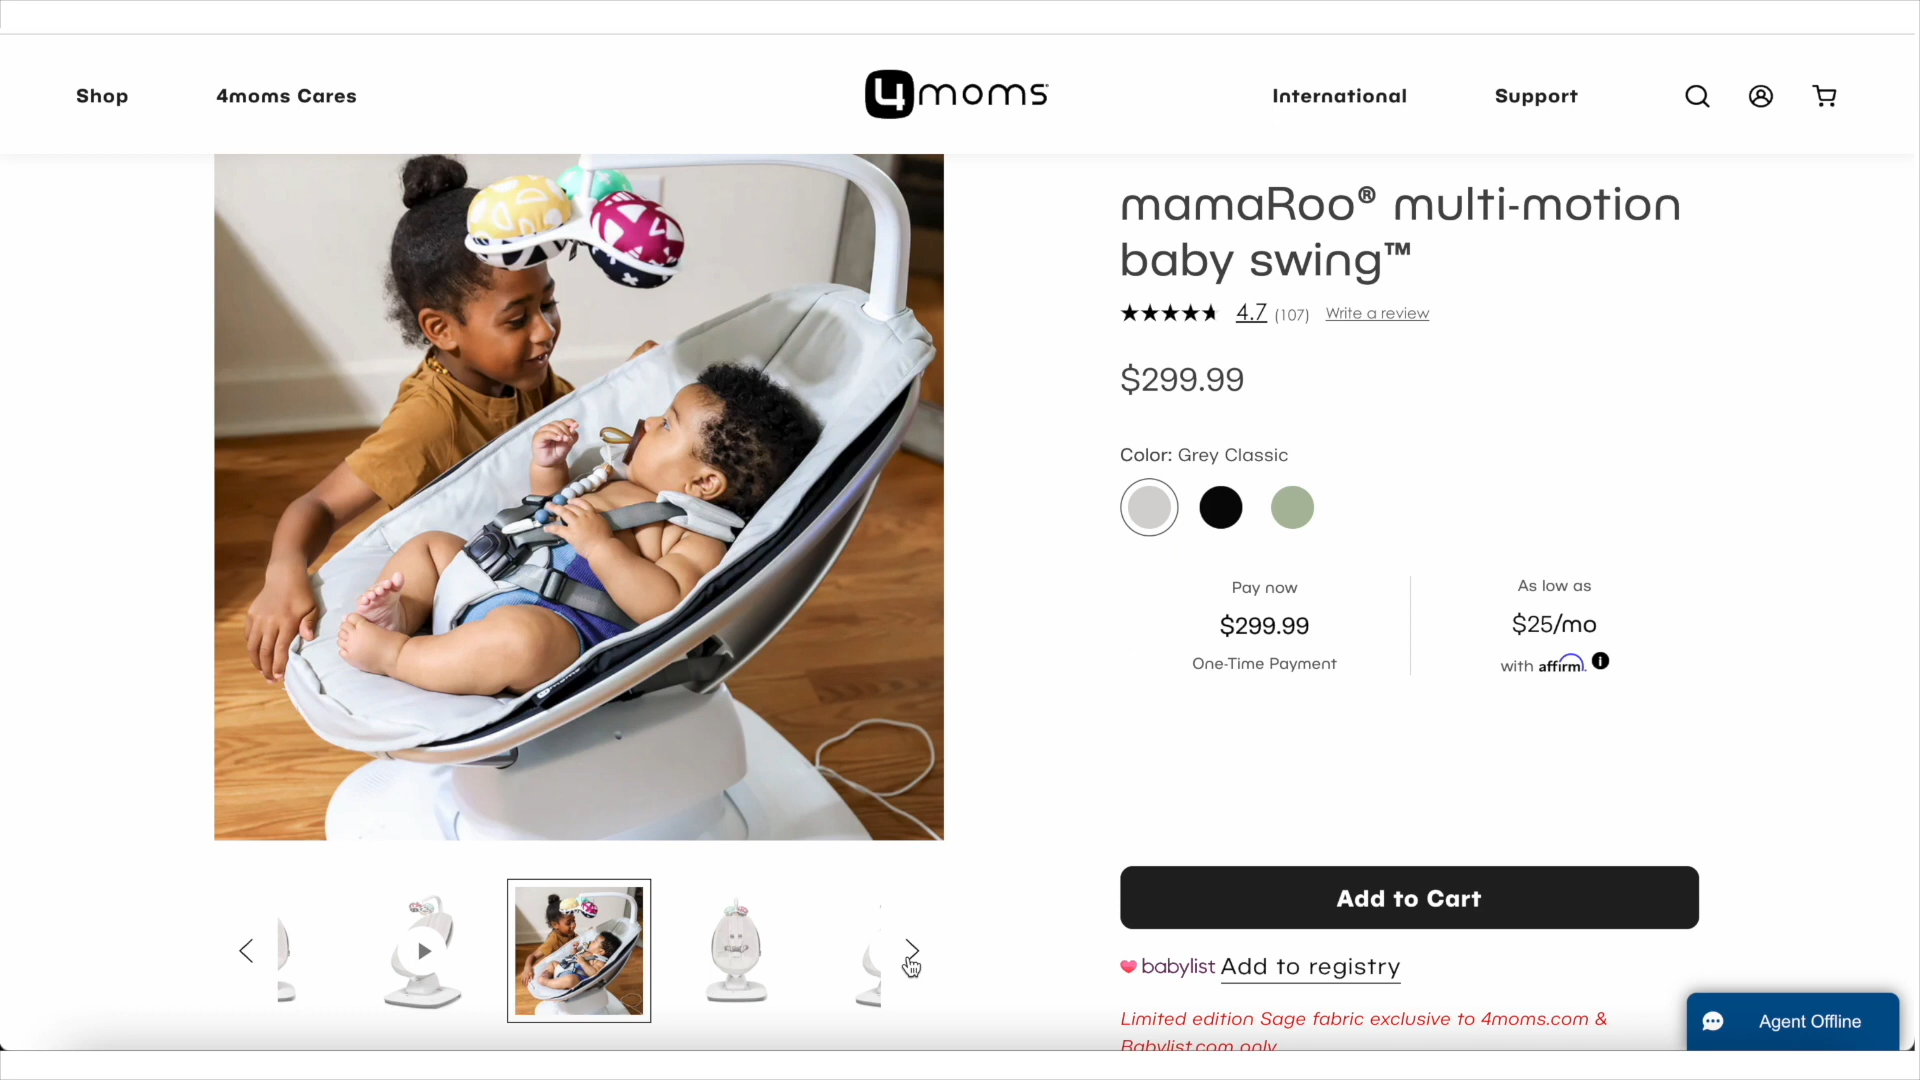 Shop
4moms Cares
4moms
International
Support
mamaRoo® multi-motion
baby swing™
4.7 (107) Write a review
$299.99
Color: Grey Classic
Pay now
$299.99
One-Time Payment
As low as
$25/mo
with affirm
Add to Cart
babylist Add to registry
Limited edition Sage fabric exclusive to 4moms.com &
Babylist.com only
Agent Offline